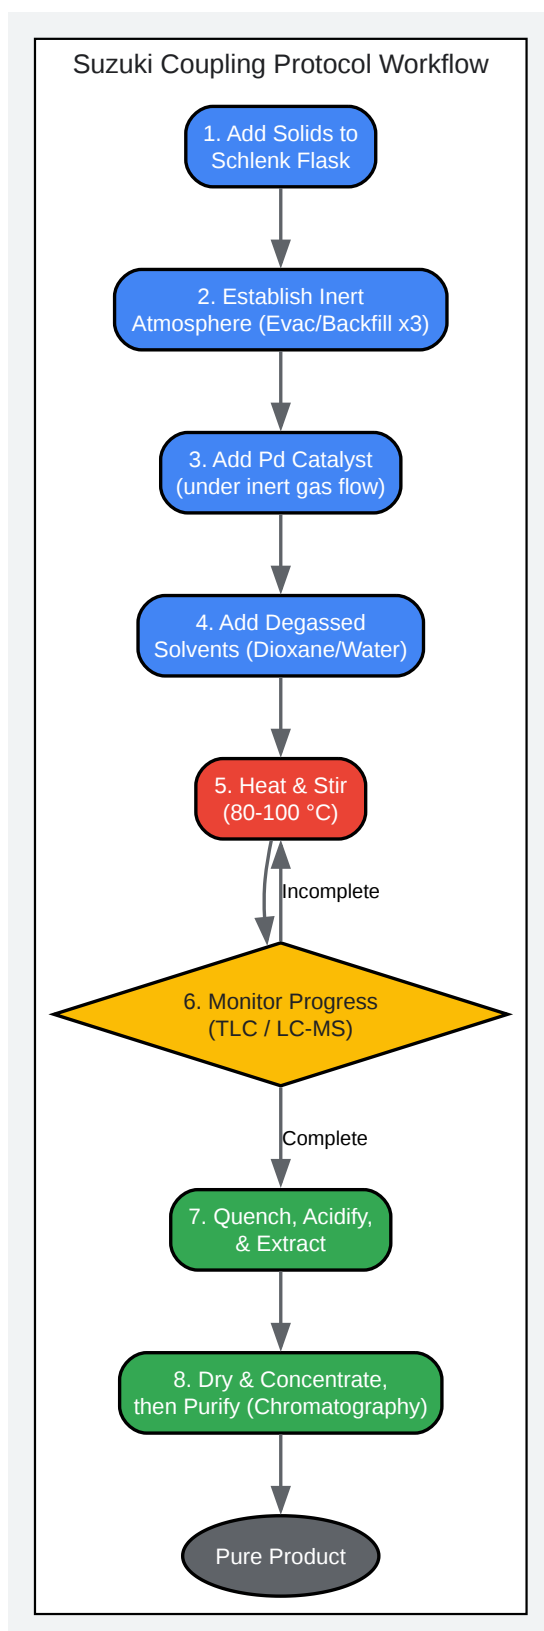 Suzuki Coupling Protocol Workflow
1. Add Solids to
Schlenk Flask
2. Establish Inert
Atmosphere (Evac/Backfill x3)
3. Add Pd Catalyst
(under inert gas flow)
4. Add Degassed
Solvents (Dioxane/Water)
5. Heat & Stir
(80-100 °C)
Incomplete
6. Monitor Progress
(TLC / LC-MS)
Complete
7. Quench, Acidify,
& Extract
8. Dry & Concentrate,
then Purify (Chromatography)
Pure Product